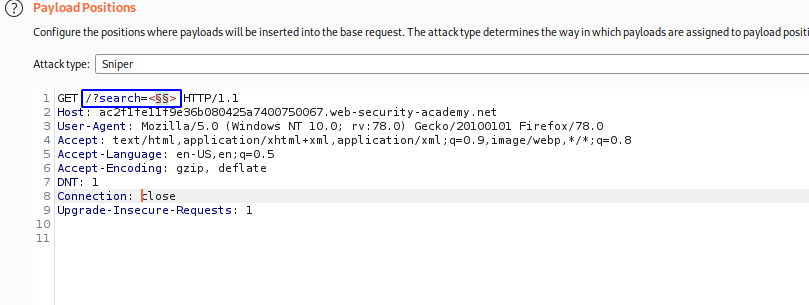 ? Payload Positions
Configure the positions where payloads will be inserted into the base request. The attack type determines the way in which payloads are assigned to payload positi
Attack type: Sniper
1 GET /?search=<§§> HTTP/1.1
2 Host: ac2f1fe11f9e36b080425a7400750067.web-security-academy.net
3 User-Agent: Mozilla/5.0 (Windows NT 10.0; rv:78.0) Gecko/20100101 Firefox/78.0
4 Accept: text/html,application/xhtml+xml,application/xml;q=0.9,image/webp,*/*;q=0.8
5 Accept-Language: en-US,en;q=0.5
6 Accept-Encoding: gzip, deflate
7 DNT: 1
8 Connection: close
9 Upgrade-Insecure-Requests: 1
10
11